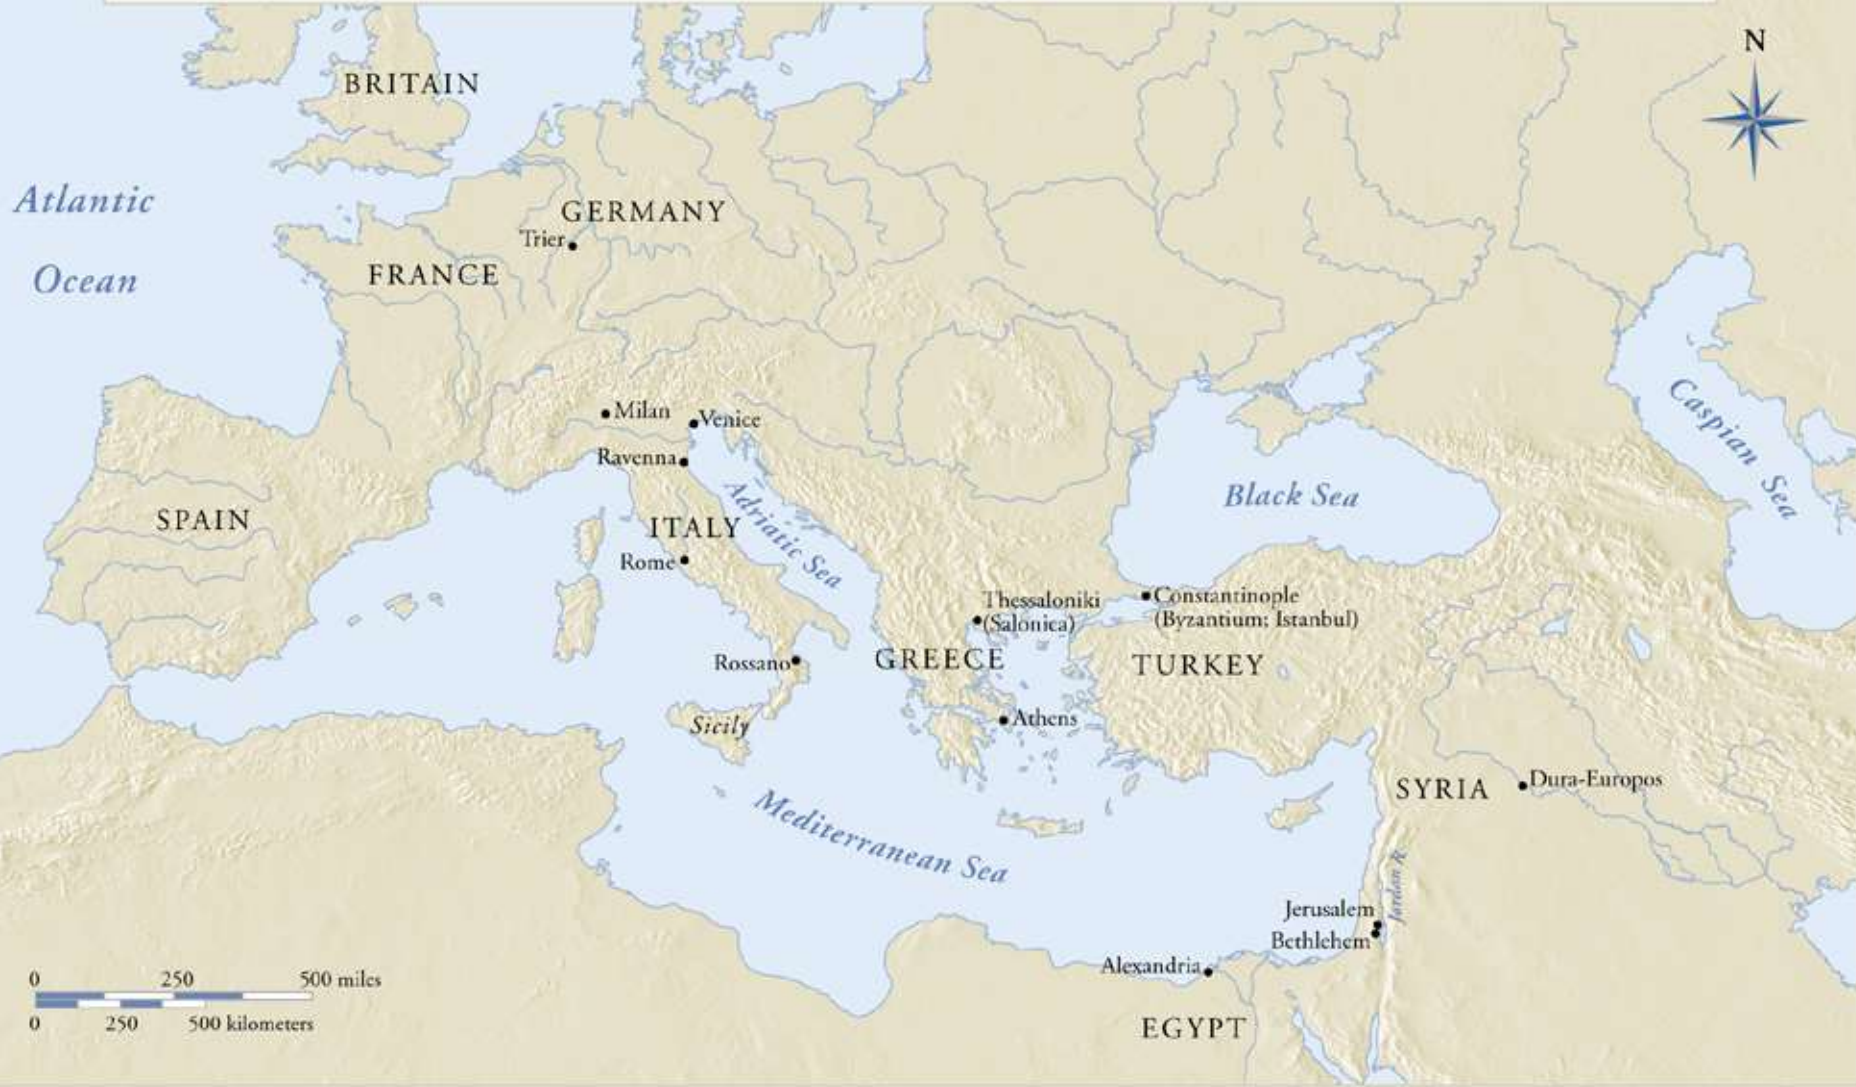 N
BRITAIN
Atlantic
Ocean
GERMANY
Trier
FRANCE
Milan
Venice
Ravenna
SPAIN
ITALY
Adriatic Sea
Rome
Black Sea
Caspian Sea
Thessaloniki
(Salonica)
Constantinople
(Byzantium; Istanbul)
Rossano
GREECE
TURKEY
Sicily
Athens
SYRIA
Dura-Europos
Mediterranean Sea
Jordan R.
Jerusalem
Bethlehem
Alexandria
EGYPT
0 250 500 miles
0 250 500 kilometers